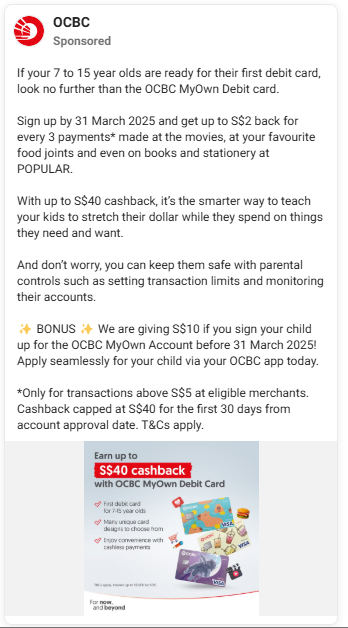 OCBC
Sponsored
If your 7 to 15 year olds are ready for their first debit card,
look no further than the OCBC MyOwn Debit card.
Sign up by 31 March 2025 and get up to S$2 back for
every 3 payments* made at the movies, at your favourite
food joints and even on books and stationery at
POPULAR.
With up to S$40 cashback, it's the smarter way to teach
your kids to stretch their dollar while they spend on things
they need and want.
And don't worry, you can keep them safe with parental
controls such as setting transaction limits and monitoring
their accounts.
✨ BONUS ✨ We are giving S$10 if you sign your child
up for the OCBC MyOwn Account before 31 March 2025!
Apply seamlessly for your child via your OCBC app today.
*Only for transactions above S$5 at eligible merchants.
Cashback capped at S$40 for the first 30 days from
account approval date. T&Cs apply.
Earn up to
S$40 cashback
with OCBC MyOwn Debit Card
First debit card
for 7-15 year olds
Many unique card
designs to choose from
Enjoy convenience with
cashless payments
VISA
VISA
VISA
For now,
and beyond